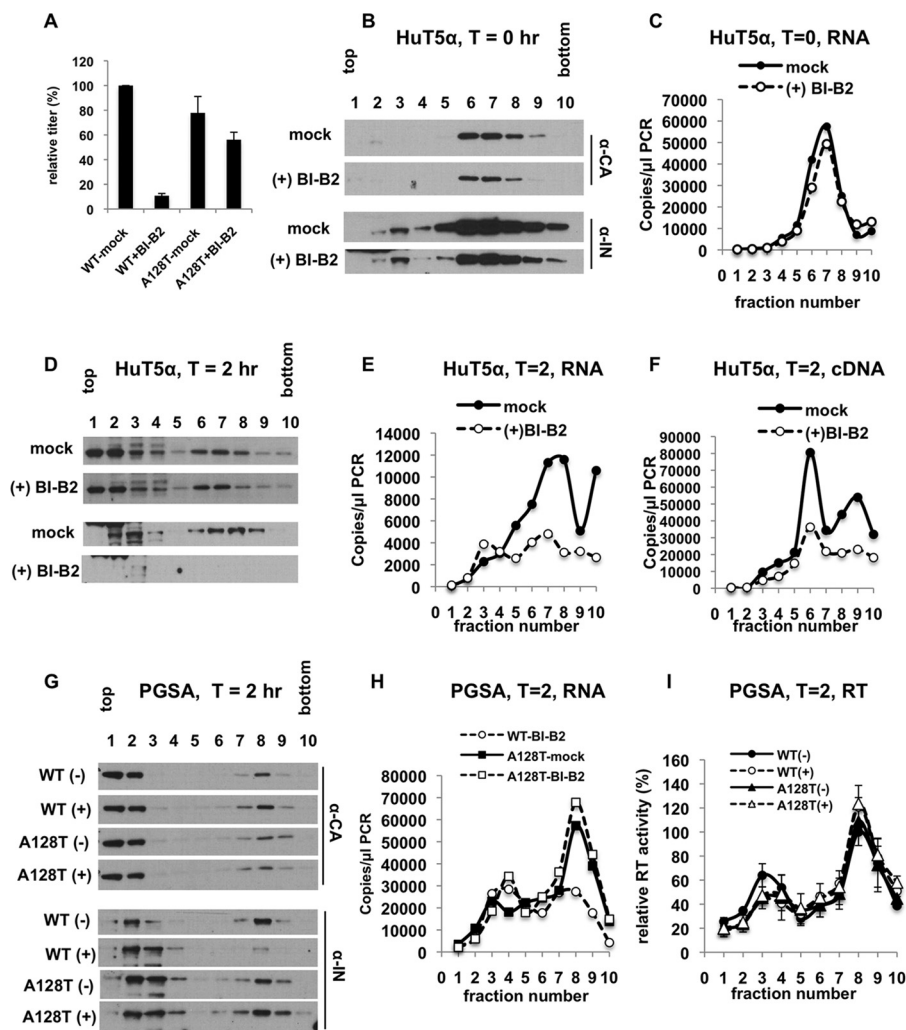 A
relative titer (%)
120
100
80
60
40
20
0
WT-mock
WT+BI-B2
A128T-mock
A128T+BI-B2
B
HuT5α, T = 0 hr
top
bottom
1 2 3 4 5 6 7 8 9 10
mock
(+) BI-B2
α-CA
mock
(+) BI-B2
α-IN
C
HuT5α, T=0, RNA
mock
(+) BI-B2
Copies/µl PCR
70000
60000
50000
40000
30000
20000
10000
0
0 1 2 3 4 5 6 7 8 9 10
fraction number
D
HuT5α, T = 2 hr
top
bottom
1 2 3 4 5 6 7 8 9 10
mock
(+) BI-B2
mock
(+) BI-B2
E
HuT5α, T=2, RNA
mock
(+)BI-B2
Copies/µl PCR
14000
12000
10000
8000
6000
4000
2000
0
0 1 2 3 4 5 6 7 8 9 10
fraction number
F
HuT5α, T=2, cDNA
mock
(+)BI-B2
Copies/µl PCR
100000
90000
80000
70000
60000
50000
40000
30000
20000
10000
0
0 1 2 3 4 5 6 7 8 9 10
fraction number
G
PGSA, T = 2 hr
top
bottom
1 2 3 4 5 6 7 8 9 10
WT (-)
WT (+)
A128T (-)
A128T (+)
α-CA
WT (-)
WT (+)
A128T (-)
A128T (+)
α-IN
H
PGSA, T=2, RNA
WT-BI-B2
A128T-mock
A128T-BI-B2
Copies/µl PCR
80000
70000
60000
50000
40000
30000
20000
10000
0
0 1 2 3 4 5 6 7 8 9 10
fraction number
I
PGSA, T=2, RT
WT(-)
WT(+)
A128T(-)
A128T(+)
relative RT activity (%)
160
140
120
100
80
60
40
20
0
0 1 2 3 4 5 6 7 8 9 10
fraction number